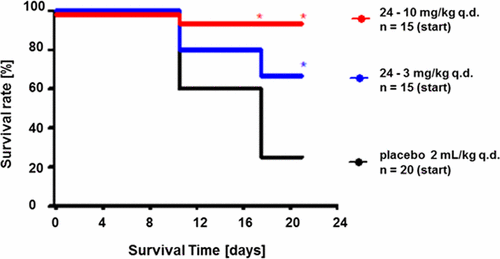 100
80
60
40
20
0
Survival rate [%]
0 4 8 12 16 20 24
Survival Time [days]
* *
*
24 - 10 mg/kg q.d.
n = 15 (start)
24 - 3 mg/kg q.d.
n = 15 (start)
placebo 2 mL/kg q.d.
n = 20 (start)